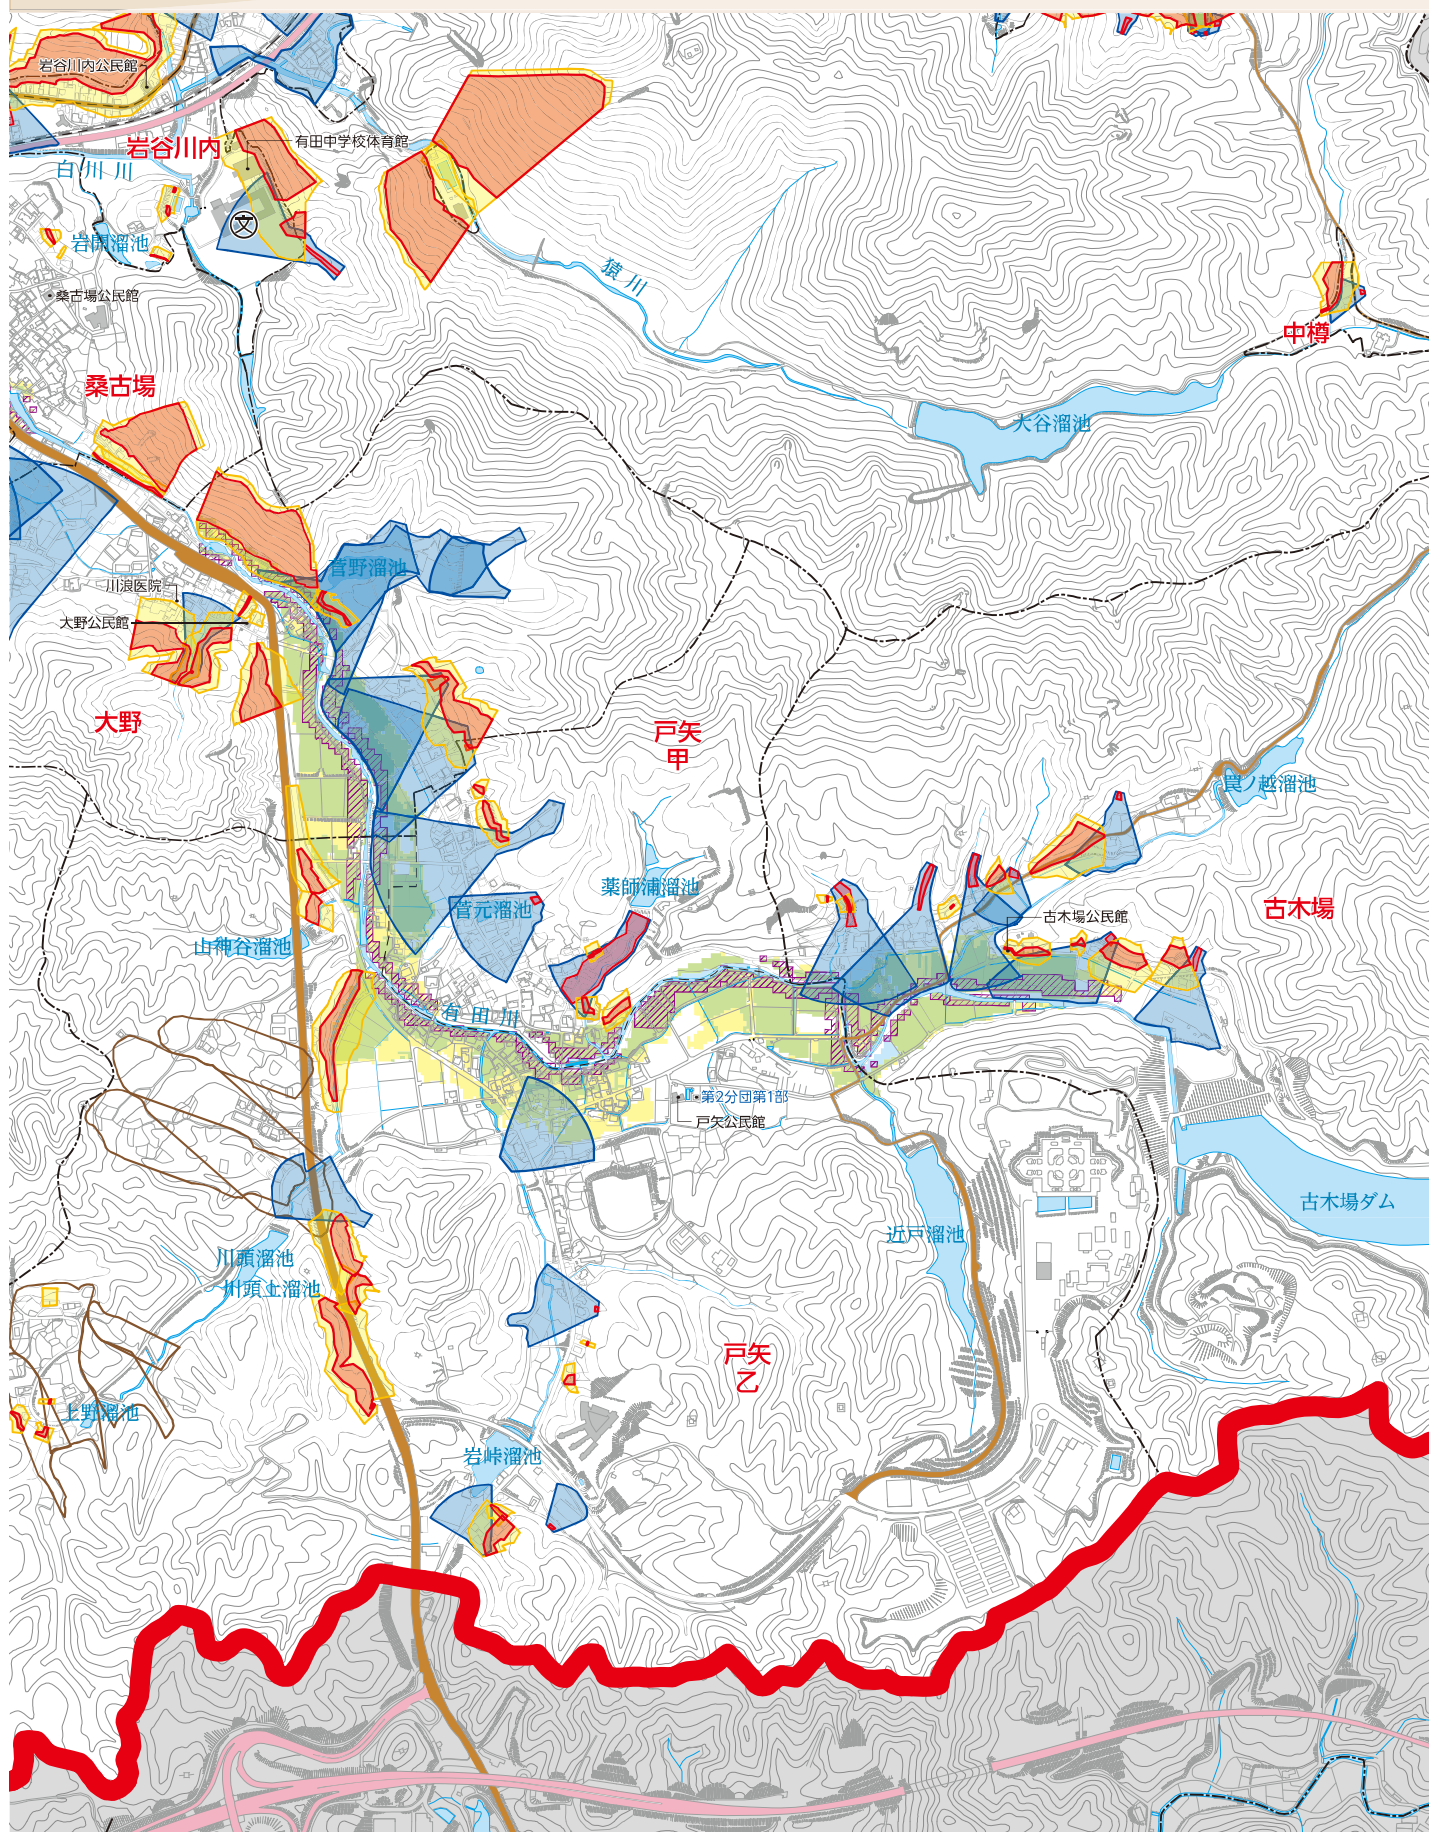 岩谷川内公民館
有田中学校体育館
岩谷川内
白川川
文
岩開溜池
猿川
桑古場公民館
中樽
桑古場
大谷溜池
菅野溜池
川浪医院
大野公民館
大野
戸矢
甲
罠ノ越溜池
薬師浦溜池
菅元溜池
古木場
古木場公民館
山神谷溜池
有田川
第2分団第1部
戸矢公民館
古木場ダム
近戸溜池
川頭溜池
川頭上溜池
戸矢
乙
上野溜池
岩峠溜池